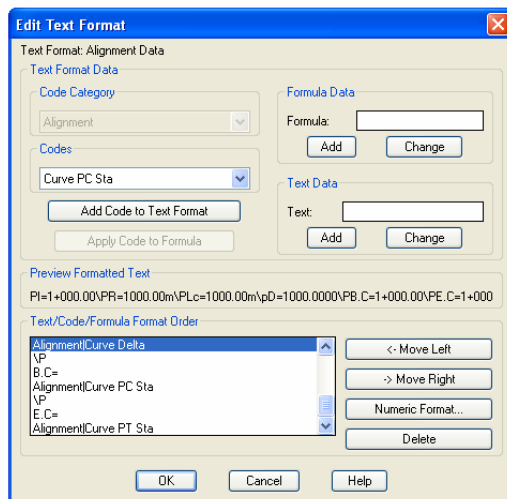 Edit Text Format
Text Format: Alignment Data
Text Format Data
Code Category
Alignment
Codes
Curve PC Sta
Add Code to Text Format
Apply Code to Formula
Formula Data
Formula:
Add
Change
Text Data
Text:
Add
Change
Preview Formatted Text
PI=1+000.00\PR=1000.00m\PLc=1000.00m\pD=1000.0000\PB.C=1+000.00\PE.C=1+000
Text/Code/Formula Format Order
Alignment|Curve Delta
\P
B.C=
Alignment|Curve PC Sta
\P
E.C=
Alignment|Curve PT Sta
<- Move Left
-> Move Right
Numeric Format...
Delete
OK
Cancel
Help